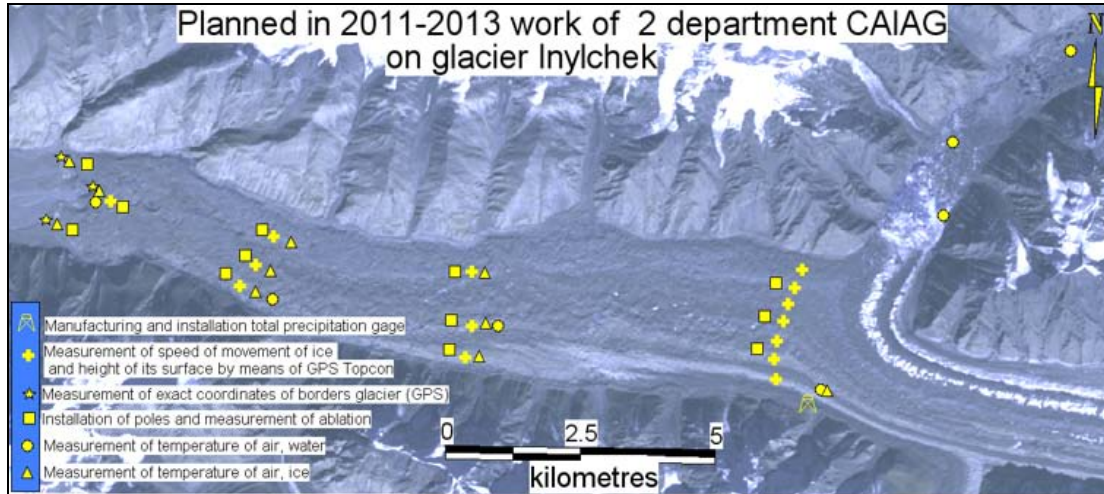 Planned in 2011-2013 work of 2 department CAIAG
on glacier Inylchek
N
Manufacturing and installation total precipitation gage
Measurement of speed of movement of ice
and height of its surface by means of GPS Topcon
Measurement of exact coordinates of borders glacier (GPS)
Installation of poles and measurement of ablation
Measurement of temperature of air, water
Measurement of temperature of air, ice
0 2.5 5
kilometres